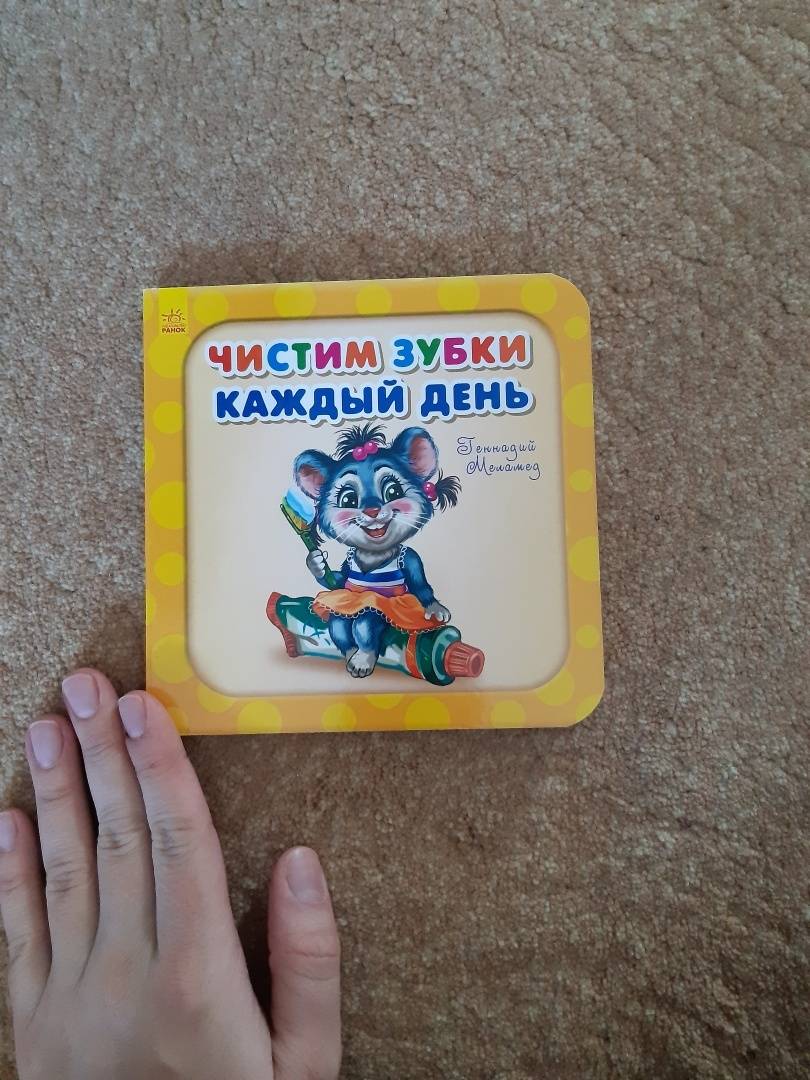 РАНОК
ЧИСТИМ ЗУБКИ
КАЖДЫЙ ДЕНЬ
Геннадий
Меламед